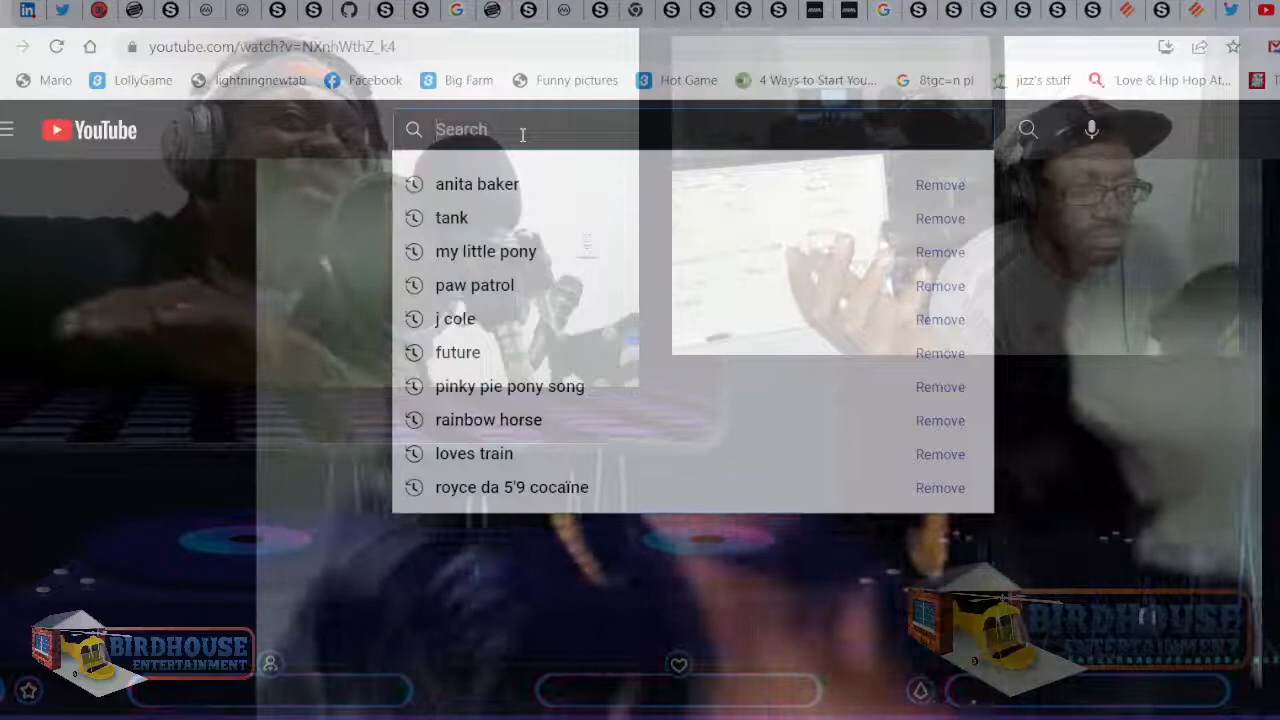 youtube.com/watch?v=NXnhWthZ_k4
Mario LollyGame lightningnewtab Facebook Big Farm Funny pictures Hot Game 4 Ways to Start You... 8tgc=n pl jizz's stuff 'Love & Hip Hop At...
YouTube Search
anita baker Remove
tank Remove
my little pony Remove
paw patrol Remove
j cole Remove
future Remove
pinky pie pony song Remove
rainbow horse Remove
loves train Remove
royce da 5'9 cocaïne Remove
BIRDHOUSE
ENTERTAINMENT
BIRDHOUSE
ENTERTAINMENT